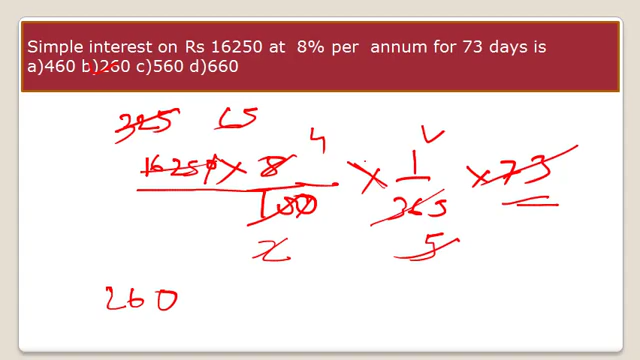 Simple interest on Rs 16250 at 8% per annum for 73 days is
a)460 b)260 c)560 d)660
325 65
16250 × 8 4 × 1 × 73
100 365
2 5
260